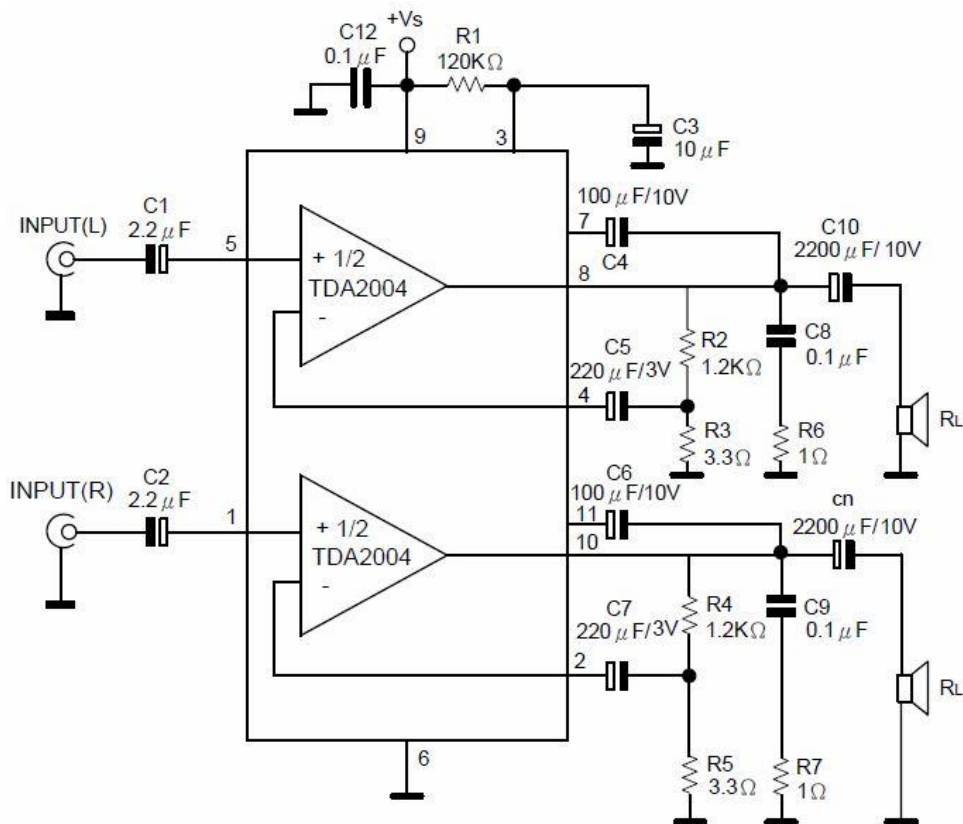 +Vs
C12
0.1μF
R1
120KΩ
9
3
C3
10μF
INPUT(L)
C1
2.2μF
5
+ 1/2
TDA2004
-
100μF/10V
7
C4
8
C10
2200μF/10V
R2
1.2KΩ
C8
0.1μF
C5
220μF/3V
4
R3
3.3Ω
R6
1Ω
RL
INPUT(R)
C2
2.2μF
1
+ 1/2
TDA2004
-
C6
100μF/10V
11
10
cn
2200μF/10V
C7
220μF/3V
R4
1.2KΩ
C9
0.1μF
2
RL
R5
3.3Ω
R7
1Ω
6